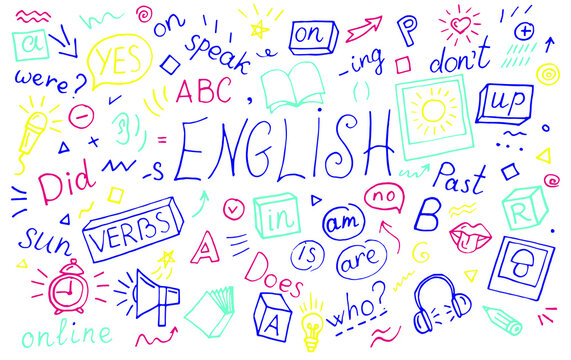 a
on
on
YES
speak
P
were?
ABC
,
-ing
()
don't
up
-s
ENGLISH
Did
Past
VERBS
in
am
no
B
R
sun
A
is
are
Does
A
who?
online